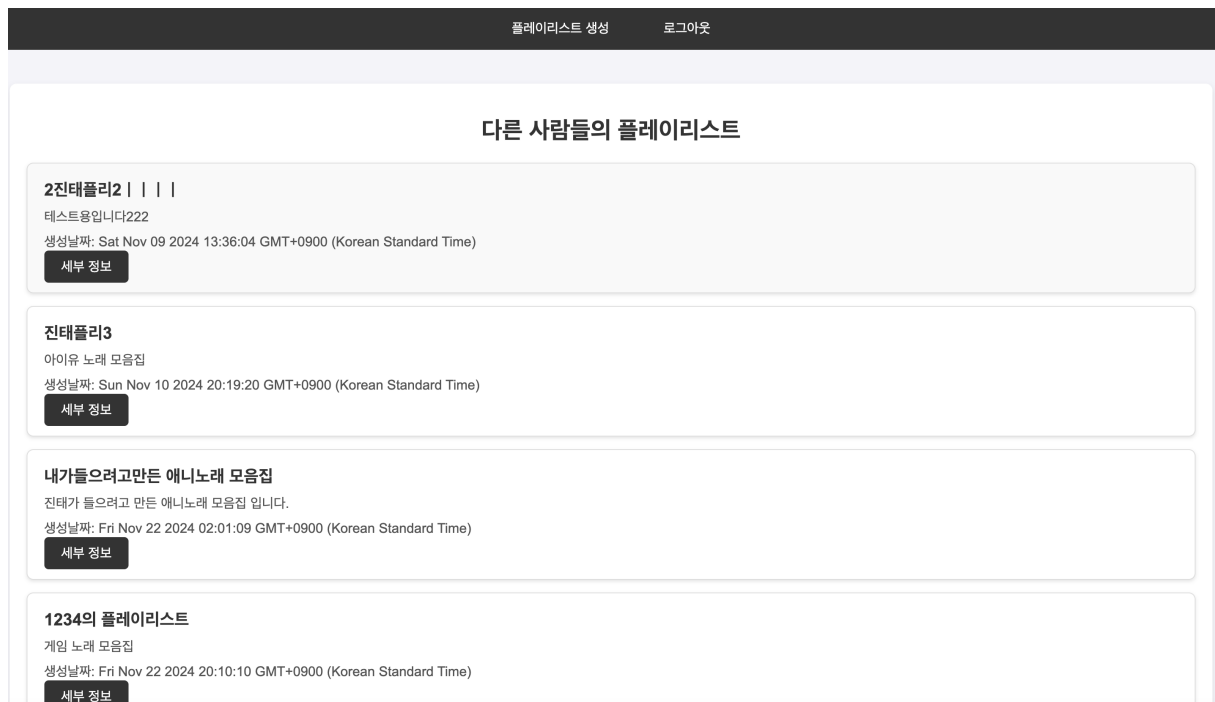 플레이리스트 생성 로그아웃
다른 사람들의 플레이리스트
2진태플리2ㅣㅣㅣㅣ
테스트용입니다222
생성날짜: Sat Nov 09 2024 13:36:04 GMT+0900 (Korean Standard Time)
세부 정보
진태플리3
아이유 노래 모음집
생성날짜: Sun Nov 10 2024 20:19:20 GMT+0900 (Korean Standard Time)
세부 정보
내가들으려고만든 애니노래 모음집
진태가 들으려고 만든 애니노래 모음집 입니다.
생성날짜: Fri Nov 22 2024 02:01:09 GMT+0900 (Korean Standard Time)
세부 정보
1234의 플레이리스트
게임 노래 모음집
생성날짜: Fri Nov 22 2024 20:10:10 GMT+0900 (Korean Standard Time)
세부 정보